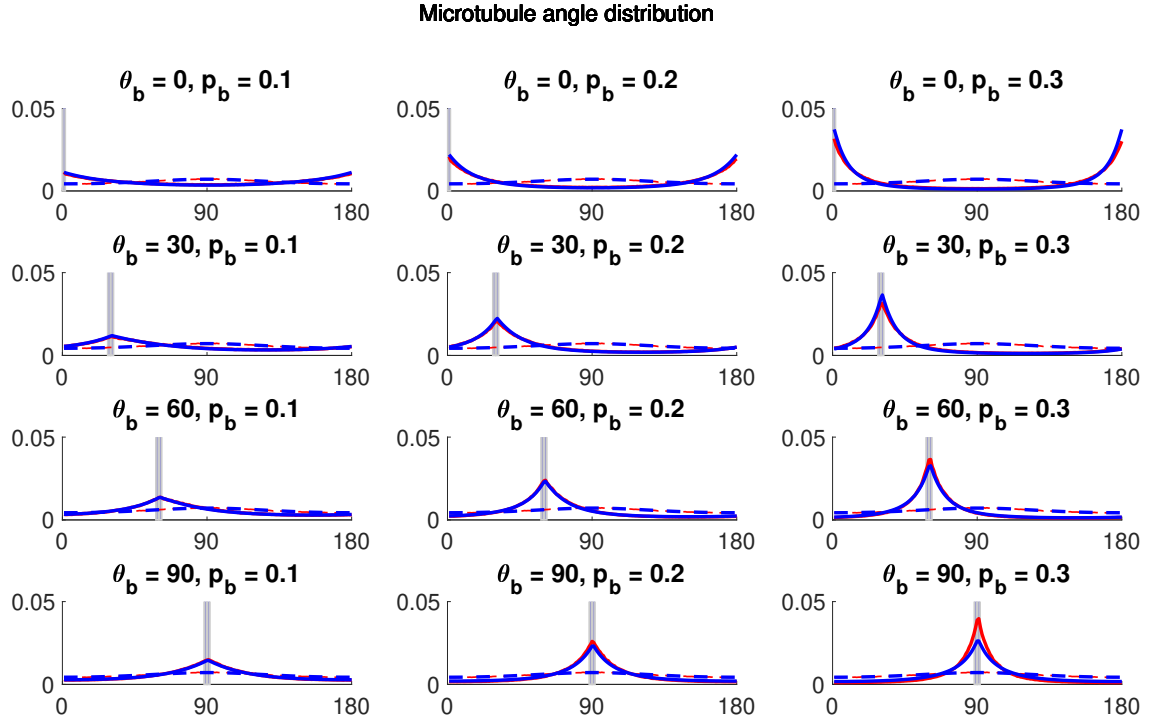 Microtubule angle distribution
θb = 0, pb = 0.1
θb = 0, pb = 0.2
θb = 0, pb = 0.3
0.05
0
0 90 180
0.05
0
0 90 180
0.05
0
0 90 180
θb = 30, pb = 0.1
θb = 30, pb = 0.2
θb = 30, pb = 0.3
0.05
0
0 90 180
0.05
0
0 90 180
0.05
0
0 90 180
θb = 60, pb = 0.1
θb = 60, pb = 0.2
θb = 60, pb = 0.3
0.05
0
0 90 180
0.05
0
0 90 180
0.05
0
0 90 180
θb = 90, pb = 0.1
θb = 90, pb = 0.2
θb = 90, pb = 0.3
0.05
0
0 90 180
0.05
0
0 90 180
0.05
0
0 90 180